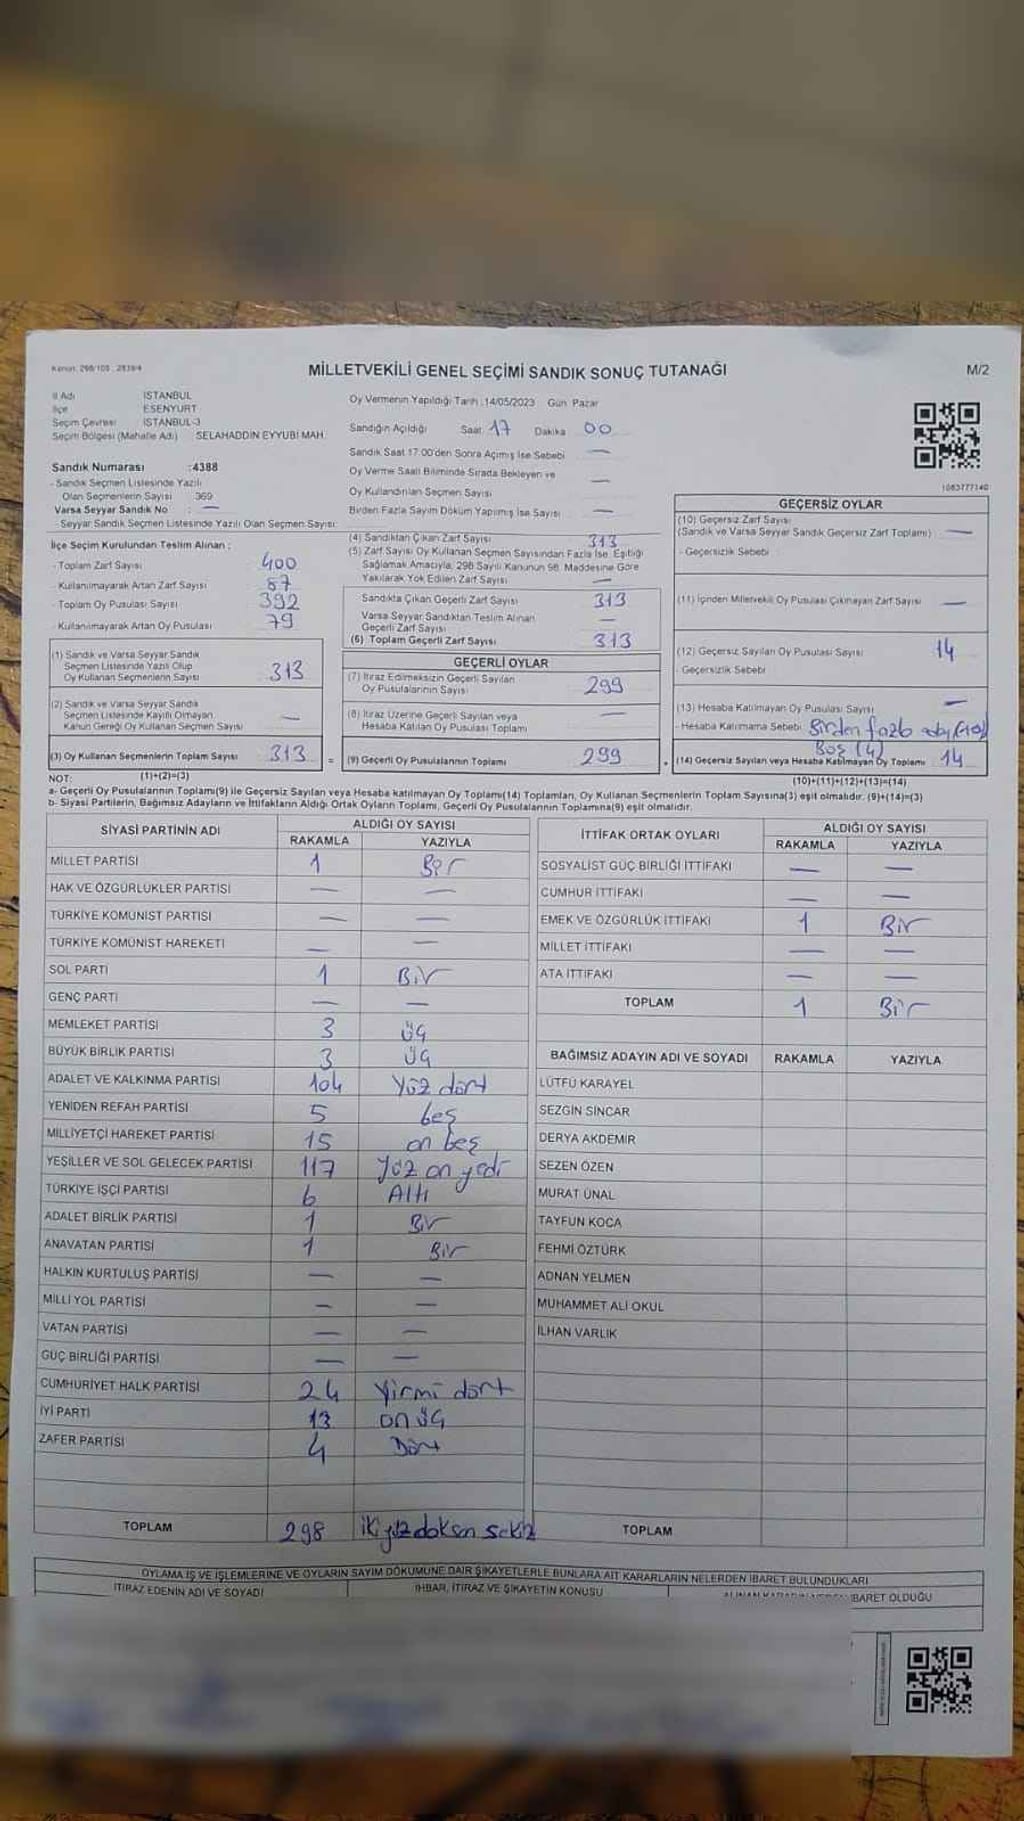 Kanun: 298/105 , 2839/4
MİLLETVEKİLİ GENEL SEÇİMİ SANDIK SONUÇ TUTANAĞI
M/2
İl Adı İSTANBUL
İlçe ESENYURT
Seçim Çevresi İSTANBUL-3
Seçim Bölgesi (Mahalle Adı) SELAHADDİN EYYUBİ MAH.
Sandık Numarası :4388
- Sandık Seçmen Listesinde Yazılı
Olan Seçmenlerin Sayısı 369
Varsa Seyyar Sandık No : —
- Seyyar Sandık Seçmen Listesinde Yazılı Olan Seçmen Sayısı:
Oy Vermenin Yapıldığı Tarih :14/05/2023 Gün: Pazar
Sandığın Açıldığı Saat: 17 Dakika 00
Sandık Saat 17:00'den Sonra Açımış İse Sebebi —
Oy Verme Saati Bitiminde Sırada Bekleyen ve
Oy Kullandırılan Seçmen Sayısı —
Birden Fazla Sayım Döküm Yapılmış İse Sayısı —
1083777140
İlçe Seçim Kurulundan Teslim Alınan :
- Toplam Zarf Sayısı 400
- Kullanılmayarak Artan Zarf Sayısı 87
- Toplam Oy Pusulası Sayısı 392
- Kullanılmayarak Artan Oy Pusulası 79
(4) Sandıktan Çıkan Zarf Sayısı 313
(5) Zarf Sayısı Oy Kullanan Seçmen Sayısından Fazla İse, Eşitliği
Sağlamak Amacıyla, 298 Sayılı Kanunun 98. Maddesine Göre
Yakılarak Yok Edilen Zarf Sayısı —
Sandıkta Çıkan Geçerli Zarf Sayısı 313
Varsa Seyyar Sandıktan Teslim Alınan
Geçerli Zarf Sayısı —
(6) Toplam Geçerli Zarf Sayısı 313
GEÇERSİZ OYLAR
(10) Geçersiz Zarf Sayısı
(Sandık ve Varsa Seyyar Sandık Geçersiz Zarf Toplamı) —
- Geçersizlik Sebebi
(11) İçinden Milletvekili Oy Pusulası Çıkmayan Zarf Sayısı —
(12) Geçersiz Sayılan Oy Pusulası Sayısı 14
- Geçersizlik Sebebi
(13) Hesaba Katılmayan Oy Pusulası Sayısı —
- Hesaba Katılmama Sebebi Birden fazla oy (10)
Boş (4)
(14) Geçersiz Sayılan veya Hesaba Katılmayan Oy Toplamı 14
(10)+(11)+(12)+(13)=(14)
(1) Sandık ve Varsa Seyyar Sandık
Seçmen Listesinde Yazılı Olup
Oy Kullanan Seçmenlerin Sayısı 313
(2) Sandık ve Varsa Seyyar Sandık
Seçmen Listesinde Kayıtlı Olmayan
Kanun Gereği Oy Kullanan Seçmen Sayısı —
(3) Oy Kullanan Seçmenlerin Toplam Sayısı 313 =
(1)+(2)=(3)
GEÇERLİ OYLAR
(7) İtiraz Edilmeksizin Geçerli Sayılan
Oy Pusulalarının Sayısı 299
(8) İtiraz Üzerine Geçerli Sayılan veya
Hesaba Katılan Oy Pusulaları Toplamı —
(9) Geçerli Oy Pusulalarının Toplamı 299 +
NOT:
a- Geçerli Oy Pusulaları Toplamı(9) ile Geçersiz Sayılan veya Hesaba katılmayan Oy Toplamı(14) Toplamları, Oy Kullanan Seçmenlerin Toplam Sayısına(3) eşit olmalıdır. (9)+(14)=(3)
b- Siyasi Partilerin, Bağımsız Adayların ve İttifakların Aldığı Ortak Oyların Toplamı, Geçerli Oy Pusulalarının Toplamına(9) eşit olmalıdır.
SİYASİ PARTİNİN ADI ALDIĞI OY SAYISI
RAKAMLA YAZIYLA
MİLLET PARTİSİ 1 Bir
HAK VE ÖZGÜRLÜKLER PARTİSİ — —
TÜRKİYE KOMÜNİST PARTİSİ — —
TÜRKİYE KOMÜNİST HAREKETİ — —
SOL PARTİ 1 Bir
GENÇ PARTİ — —
MEMLEKET PARTİSİ 3 üç
BÜYÜK BİRLİK PARTİSİ 3 üç
ADALET VE KALKINMA PARTİSİ 104 Yüz dört
YENİDEN REFAH PARTİSİ 5 beş
MİLLİYETÇİ HAREKET PARTİSİ 15 on beş
YEŞİLLER VE SOL GELECEK PARTİSİ 117 yüz on yedi
TÜRKİYE İŞÇİ PARTİSİ 6 Altı
ADALET BİRLİK PARTİSİ 1 Bir
ANAVATAN PARTİSİ 1 Bir
HALKIN KURTULUŞ PARTİSİ — —
MİLLİ YOL PARTİSİ — —
VATAN PARTİSİ — —
GÜÇ BİRLİĞİ PARTİSİ — —
CUMHURİYET HALK PARTİSİ 24 Yirmi dört
İYİ PARTİ 13 on üç
ZAFER PARTİSİ 4 Dört
TOPLAM 298 iki yüz doksan sekiz
İTTİFAK ORTAK OYLARI ALDIĞI OY SAYISI
RAKAMLA YAZIYLA
SOSYALİST GÜÇ BİRLİĞİ İTTİFAKI — —
CUMHUR İTTİFAKI — —
EMEK VE ÖZGÜRLÜK İTTİFAKI 1 Bir
MİLLET İTTİFAKI — —
ATA İTTİFAKI — —
TOPLAM 1 Bir
BAĞIMSIZ ADAYIN ADI VE SOYADI RAKAMLA YAZIYLA
LÜTFÜ KARAYEL
SEZGİN SİNCAR
DERYA AKDEMİR
SEZEN ÖZEN
MURAT ÜNAL
TAYFUN KOCA
FEHMİ ÖZTÜRK
ADNAN YELMEN
MUHAMMET ALİ OKUL
İLHAN VARLIK
TOPLAM
OYLAMA İŞ VE İŞLEMLERİNE VE OYLARIN SAYIM DÖKÜMÜNE DAİR ŞİKAYETLERLE BUNLARA AİT KARARLARIN NELERDEN İBARET BULUNDUKLARI
İTİRAZ EDENİN ADI VE SOYADI İHBAR, İTİRAZ VE ŞİKAYETİN KONUSU İBARET OLDUĞU